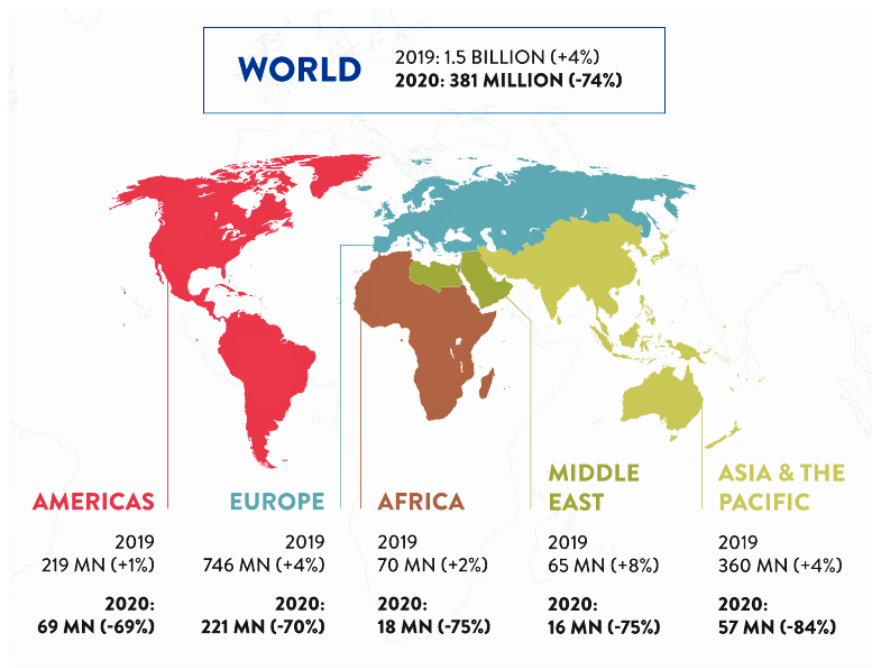 WORLD
2019: 1.5 BILLION (+4%)
2020: 381 MILLION (-74%)
AMERICAS
2019
219 MN (+1%)
2020:
69 MN (-69%)
EUROPE
2019
746 MN (+4%)
2020:
221 MN (-70%)
AFRICA
2019
70 MN (+2%)
2020:
18 MN (-75%)
MIDDLE
EAST
2019
65 MN (+8%)
2020:
16 MN (-75%)
ASIA & THE
PACIFIC
2019
360 MN (+4%)
2020:
57 MN (-84%)